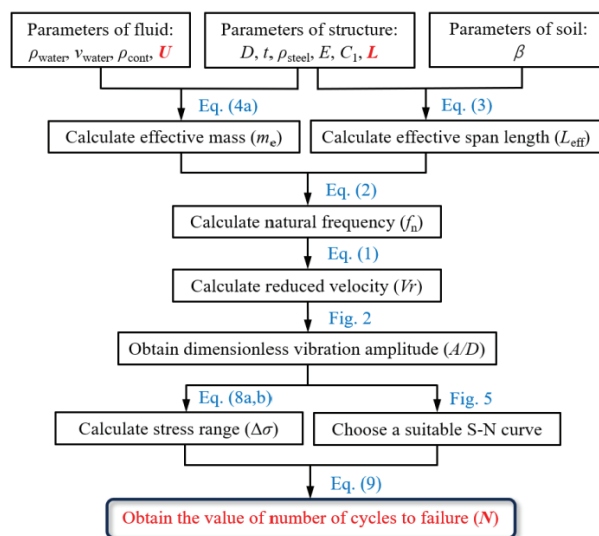 Parameters of fluid:
ρwater, νwater, ρcont, U
Parameters of structure:
D, t, ρsteel, E, C1, L
Parameters of soil:
β
Eq. (4a)
Eq. (3)
Calculate effective mass (me)
Calculate effective span length (Leff)
Eq. (2)
Calculate natural frequency (fn)
Eq. (1)
Calculate reduced velocity (Vr)
Fig. 2
Obtain dimensionless vibration amplitude (A/D)
Eq. (8a,b)
Fig. 5
Calculate stress range (Δσ)
Choose a suitable S-N curve
Eq. (9)
Obtain the value of number of cycles to failure (N)